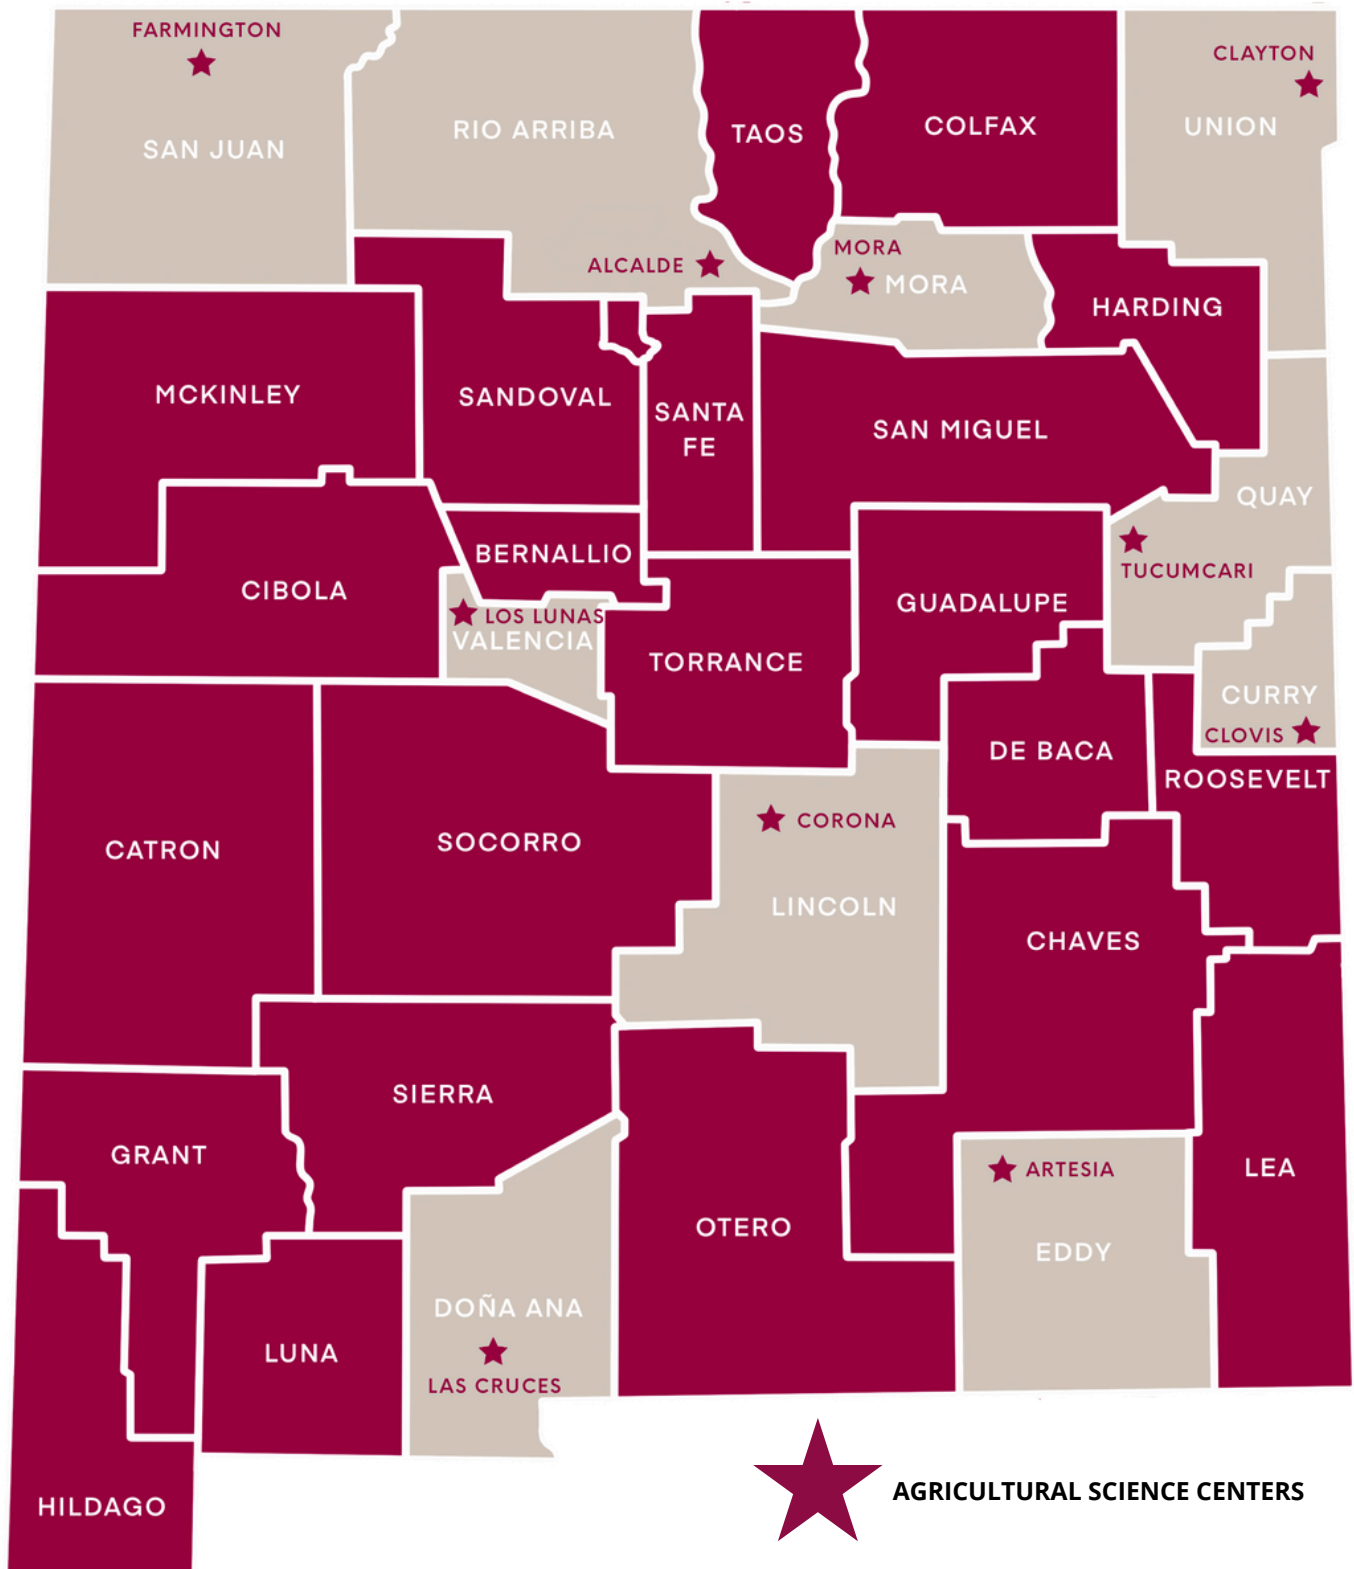 FARMINGTON
CLAYTON
SAN JUAN
RIO ARRIBA
TAOS
COLFAX
UNION
ALCALDE
MORA
MORA
HARDING
MCKINLEY
SANDOVAL
SANTA
FE
SAN MIGUEL
QUAY
TUCUMCARI
BERNALLIO
CIBOLA
LOS LUNAS
VALENCIA
GUADALUPE
TORRANCE
CURRY
CLOVIS
DE BACA
ROOSEVELT
CORONA
CATRON
SOCORRO
LINCOLN
CHAVES
SIERRA
GRANT
ARTESIA
LEA
OTERO
EDDY
DOÑA ANA
LUNA
LAS CRUCES
HILDAGO
AGRICULTURAL SCIENCE CENTERS